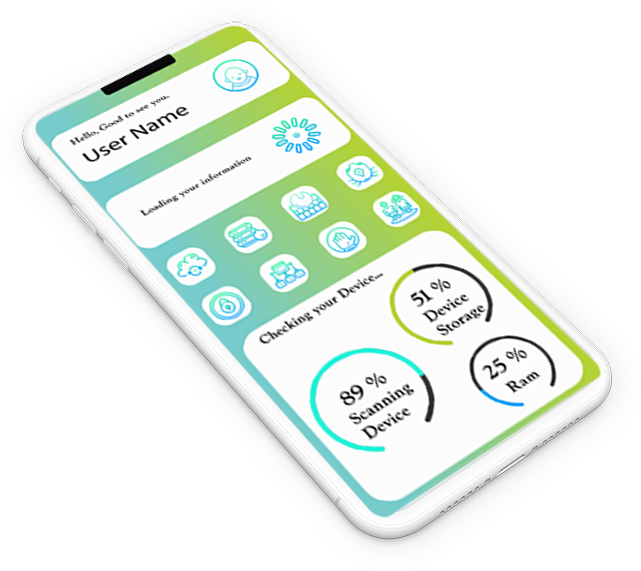 Hello, Good to see you.
User Name
Loading your information
Checking your Device...
51 %
Device
Storage
89 %
Scanning
Device
25 %
Ram